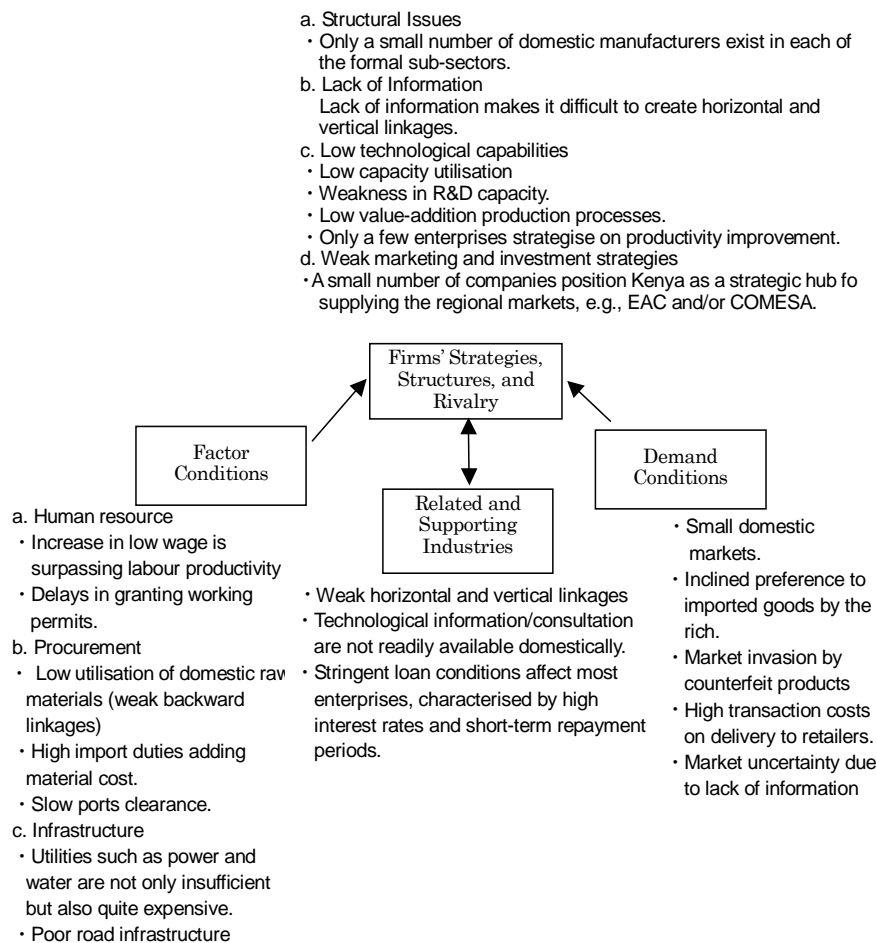 a. Structural Issues
・Only a small number of domestic manufacturers exist in each of
the formal sub-sectors.
b. Lack of Information
Lack of information makes it difficult to create horizontal and
vertical linkages.
c. Low technological capabilities
・Low capacity utilisation
・Weakness in R&D capacity.
・Low value-addition production processes.
・Only a few enterprises strategise on productivity improvement.
d. Weak marketing and investment strategies
・A small number of companies position Kenya as a strategic hub fo
supplying the regional markets, e.g., EAC and/or COMESA.
Firms' Strategies,
Structures, and
Rivalry
Factor
Conditions
Demand
Conditions
Related and
Supporting
Industries
a. Human resource
・Increase in low wage is
surpassing labour productivity
・Delays in granting working
permits.
b. Procurement
・Low utilisation of domestic raw
materials (weak backward
linkages)
・High import duties adding
material cost.
・Slow ports clearance.
c. Infrastructure
・Utilities such as power and
water are not only insufficient
but also quite expensive.
・Poor road infrastructure
・Weak horizontal and vertical linkages
・Technological information/consultation
are not readily available domestically.
・Stringent loan conditions affect most
enterprises, characterised by high
interest rates and short-term repayment
periods.
・Small domestic
markets.
・Inclined preference to
imported goods by the
rich.
・Market invasion by
counterfeit products
・High transaction costs
on delivery to retailers.
・Market uncertainty due
to lack of information